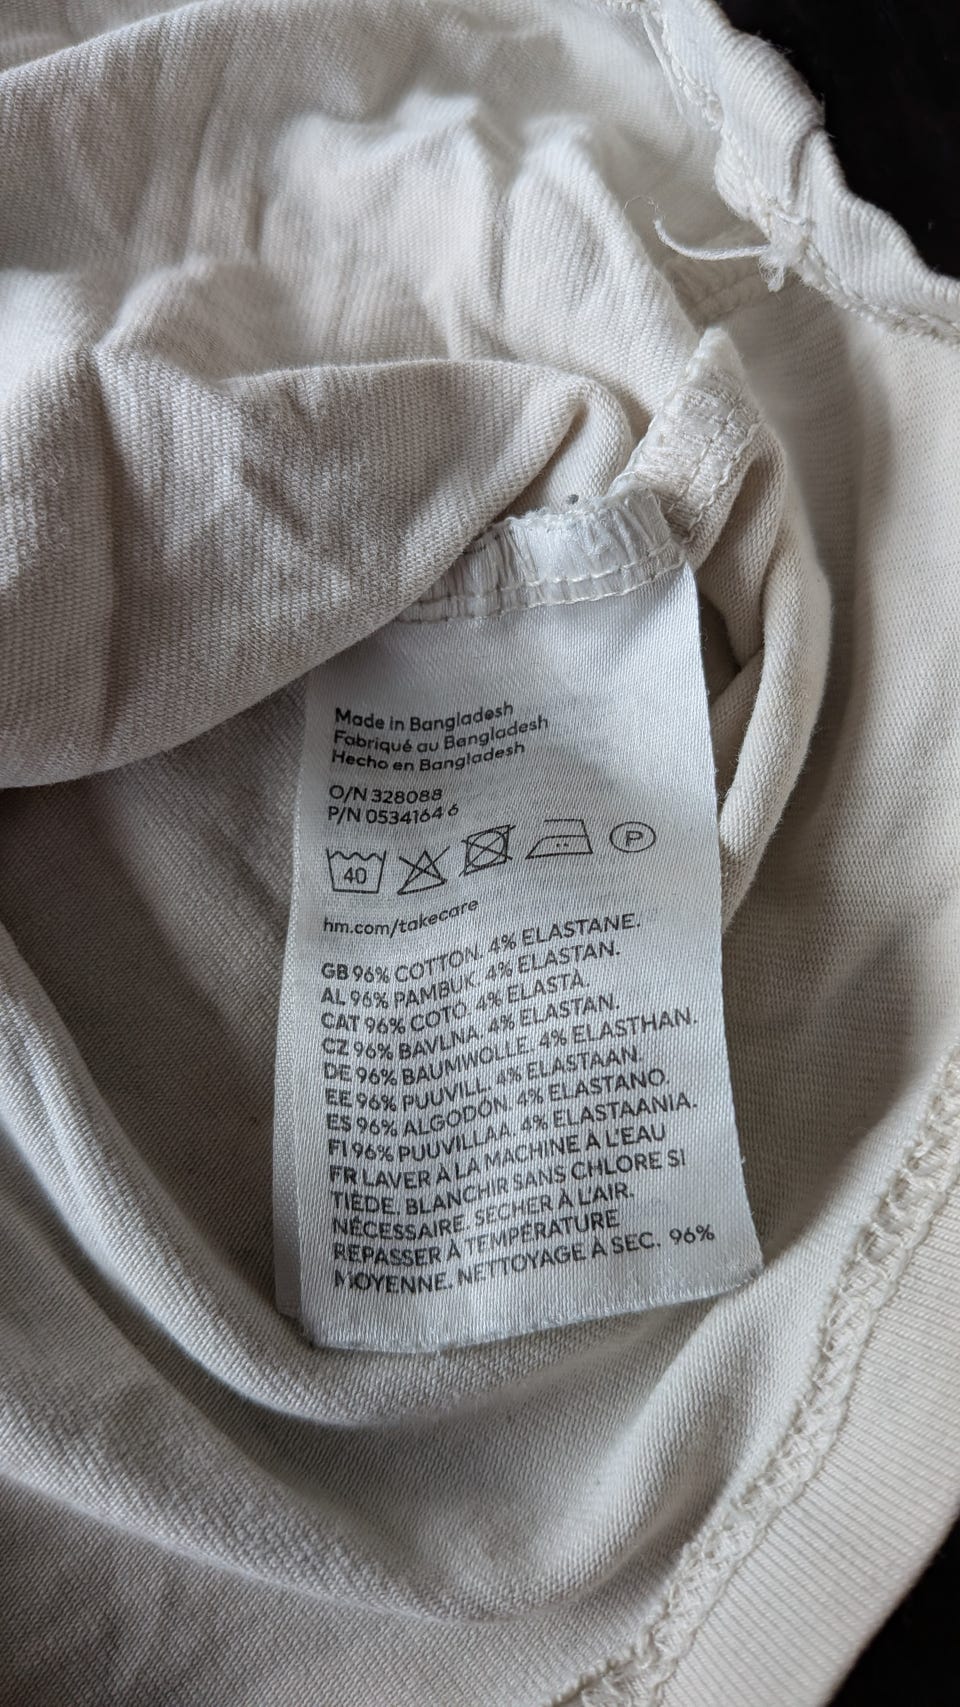 Made in Bangladesh
Fabriqué au Bangladesh
Hecho en Bangladesh
O/N 328088
P/N 0534164 6
40 P
hm.com/takecare
GB 96% COTTON. 4% ELASTANE.
AL 96% PAMBUK. 4% ELASTAN.
CAT 96% COTÓ. 4% ELASTÀ.
CZ 96% BAVLNA. 4% ELASTAN.
DE 96% BAUMWOLLE. 4% ELASTHAN.
EE 96% PUUVILL. 4% ELASTAAN.
ES 96% ALGODÓN. 4% ELASTANO.
FI 96% PUUVILLAA. 4% ELASTAANIA.
FR LAVER À LA MACHINE À L'EAU
TIÈDE. BLANCHIR SANS CHLORE SI
NÉCESSAIRE. SÉCHER À L'AIR.
REPASSER À TEMPÉRATURE
MOYENNE. NETTOYAGE À SEC. 96%